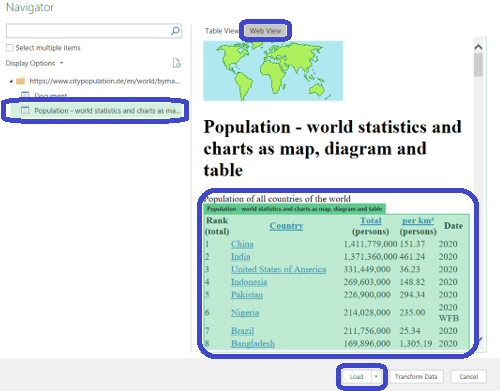 Navigator
Select multiple items
Display Options
https://www.citypopulation.de/en/world/byma...
Document
Population - world statistics and charts as ma...
Table View
Web View
Population - world statistics and
charts as map, diagram and
table
Population of all countries of the world
Population - world statistics and charts as map, diagram and table
Rank (total) Country Total (persons) per km² (persons) Date
1 China 1,411,779,000 151.37 2020
2 India 1,371,360,000 461.24 2020
3 United States of America 331,449,000 36.23 2020
4 Indonesia 269,603,000 148.82 2020
5 Pakistan 226,900,000 294.34 2020
6 Nigeria 214,028,000 235.00 2020 WFB
7 Brazil 211,756,000 25.34 2020
8 Bangladesh 169,896,000 1,305.19 2020
Load
Transform Data
Cancel